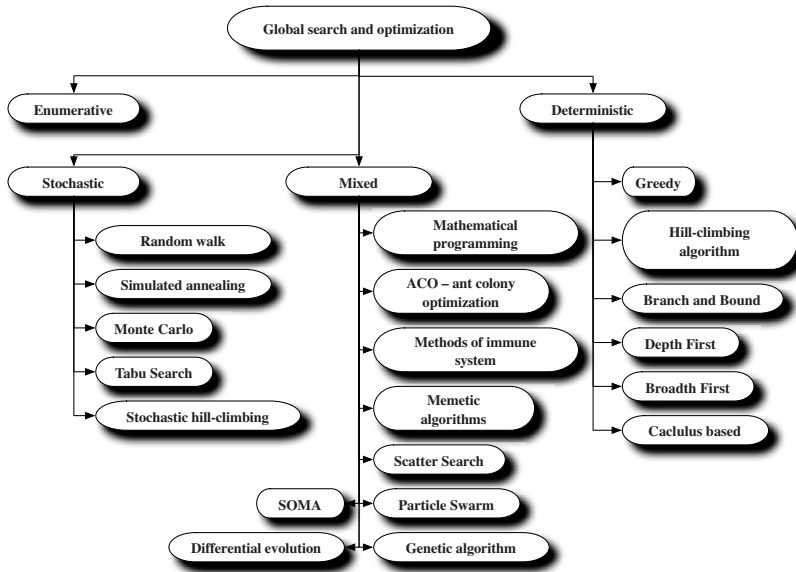 Global search and optimization
Enumerative
Deterministic
Stochastic
Mixed
Greedy
Random walk
Mathematical
programming
Hill-climbing
algorithm
Simulated annealing
ACO – ant colony
optimization
Branch and Bound
Monte Carlo
Methods of immune
system
Depth First
Tabu Search
Broadth First
Stochastic hill-climbing
Memetic
algorithms
Caclulus based
Scatter Search
SOMA
Particle Swarm
Differential evolution
Genetic algorithm